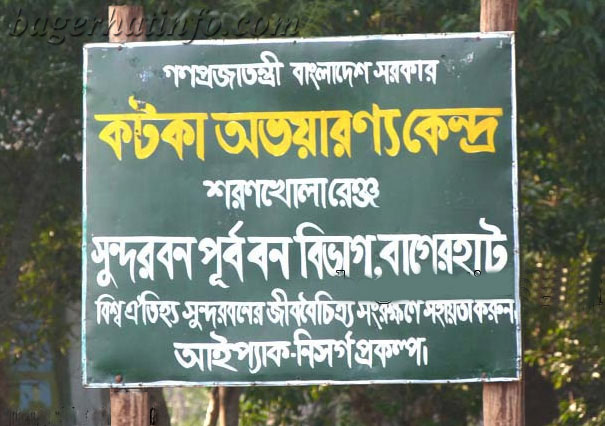 bagerhatinfo.com
গণপ্রজাতন্ত্রী বাংলাদেশ সরকার
কটকা অভয়ারণ্য কেন্দ্র
শরণখোলা রেঞ্জ
সুন্দরবন পূর্ব বন বিভাগ, বাগেরহাট
বিশ্ব ঐতিহ্য সুন্দরবনের জীববৈচিত্র্য সংরক্ষণে সহায়তা করুন।
আইপ্যাক-নিসর্গ প্রকল্প।